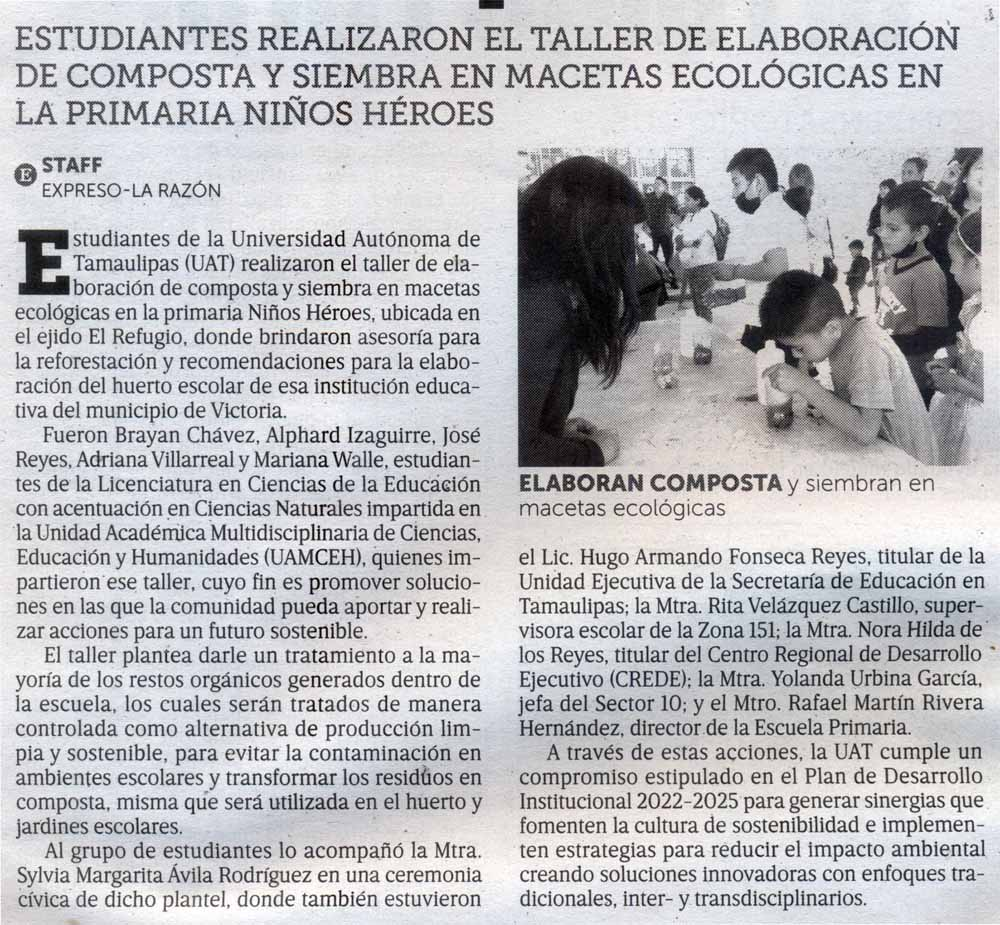 ESTUDIANTES REALIZARON EL TALLER DE ELABORACIÓN
DE COMPOSTA Y SIEMBRA EN MACETAS ECOLÓGICAS EN
LA PRIMARIA NIÑOS HÉROES
E STAFF
EXPRESO-LA RAZÓN
Estudiantes de la Universidad Autónoma de
Tamaulipas (UAT) realizaron el taller de ela-
boración de composta y siembra en macetas
ecológicas en la primaria Niños Héroes, ubicada en
el ejido El Refugio, donde brindaron asesoría para
la reforestación y recomendaciones para la elabo-
ración del huerto escolar de esa institución educa-
tiva del municipio de Victoria.
Fueron Brayan Chávez, Alphard Izaguirre, José
Reyes, Adriana Villarreal y Mariana Walle, estudian-
tes de la Licenciatura en Ciencias de la Educación
con acentuación en Ciencias Naturales impartida en
la Unidad Académica Multidisciplinaria de Ciencias,
Educación y Humanidades (UAMCEH), quienes im-
partieron ese taller, cuyo fin es promover solucio-
nes en las que la comunidad pueda aportar y reali-
zar acciones para un futuro sostenible.
El taller plantea darle un tratamiento a la ma-
yoría de los restos orgánicos generados dentro de
la escuela, los cuales serán tratados de manera
controlada como alternativa de producción lim-
pia y sostenible, para evitar la contaminación en
ambientes escolares y transformar los residuos en
composta, misma que será utilizada en el huerto y
jardines escolares.
Al grupo de estudiantes lo acompañó la Mtra.
Sylvia Margarita Ávila Rodríguez en una ceremonia
cívica de dicho plantel, donde también estuvieron
ELABORAN COMPOSTA y siembran en
macetas ecológicas
el Lic. Hugo Armando Fonseca Reyes, titular de la
Unidad Ejecutiva de la Secretaría de Educación en
Tamaulipas; la Mtra. Rita Velázquez Castillo, super-
visora escolar de la Zona 151; la Mtra. Nora Hilda de
los Reyes, titular del Centro Regional de Desarrollo
Ejecutivo (CREDE); la Mtra. Yolanda Urbina García,
jefa del Sector 10; y el Mtro. Rafael Martín Rivera
Hernández, director de la Escuela Primaria.
A través de estas acciones, la UAT cumple un
compromiso estipulado en el Plan de Desarrollo
Institucional 2022-2025 para generar sinergias que
fomenten la cultura de sostenibilidad e implemen-
ten estrategias para reducir el impacto ambiental
creando soluciones innovadoras con enfoques tra-
dicionales, inter- y transdisciplinarios.